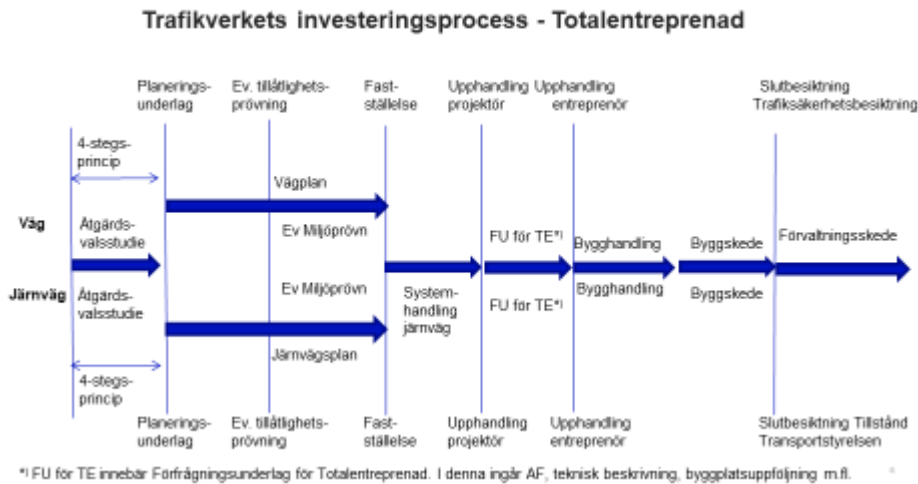 Trafikverkets investeringsprocess - Totalentreprenad
Planerings-
underlag
Ev. tillåtlighets-
prövning
Fast-
ställelse
Upphandling
projektör
Upphandling
entreprenör
Slutbesiktning
Trafiksäkerhetsbesiktning
4-stegs-
princip
Vägplan
Väg
Åtgärds-
valsstudie
Ev Miljöprövn
FU för TE*)
Bygghandling
Byggskede
Förvaltningsskede
Järnväg
Åtgärds-
valsstudie
Ev Miljöprövn
System-
handling
järnväg
FU för TE*)
Bygghandling
Byggskede
Järnvägsplan
4-stegs-
princip
Planerings-
underlag
Ev. tillåtlighets-
prövning
Fast-
ställelse
Upphandling
projektör
Upphandling
entreprenör
Slutbesiktning Tillstånd
Transportstyrelsen
*) FU för TE innebär Förfrågningsunderlag för Totalentreprenad. I denna ingår AF, teknisk beskrivning, byggplatsuppföljning m.fl.